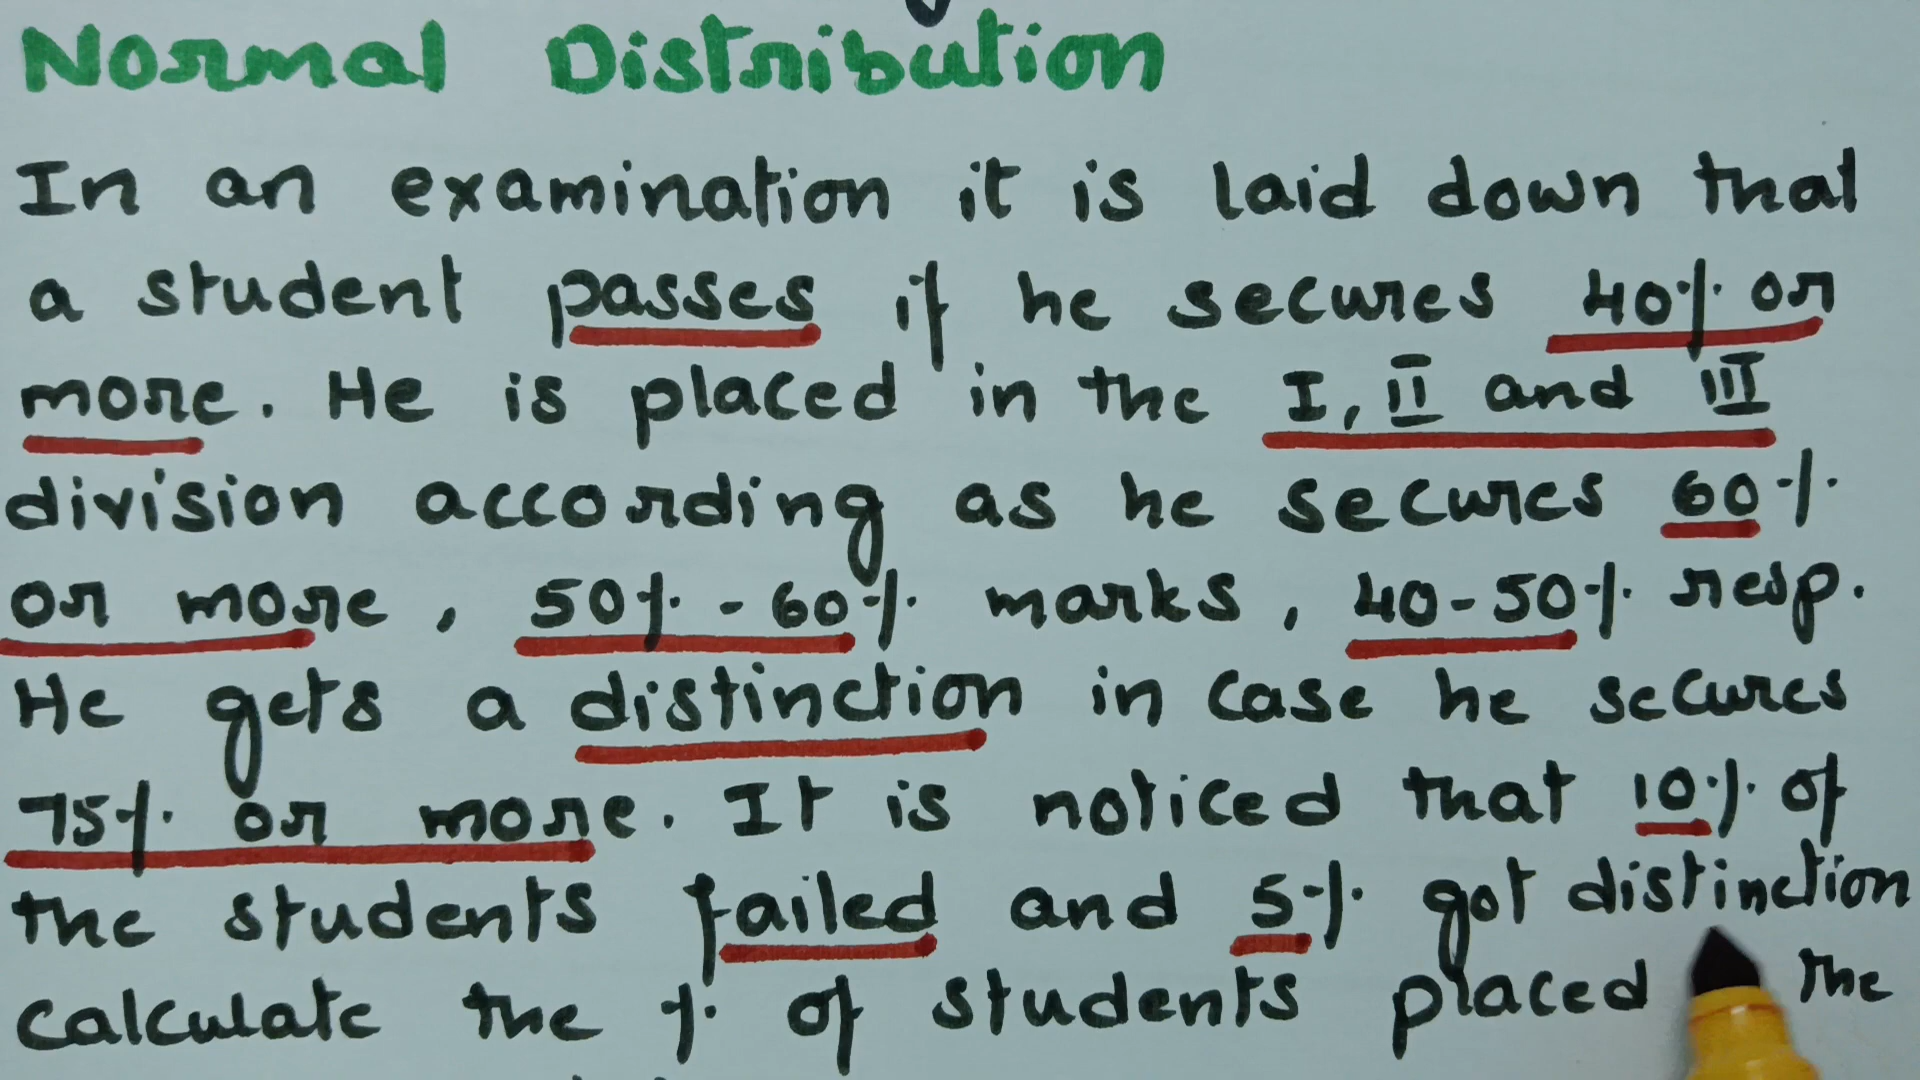 Normal Distribution
In an examination it is laid down that
a student passes if he secures 40% or
more. He is placed in the I, II and III
division according as he secures 60%
or more, 50% - 60% marks, 40-50% resp.
He gets a distinction in case he secures
75% or more. It is noticed that 10% of
the students failed and 5% got distinction
calculate the % of students placed the